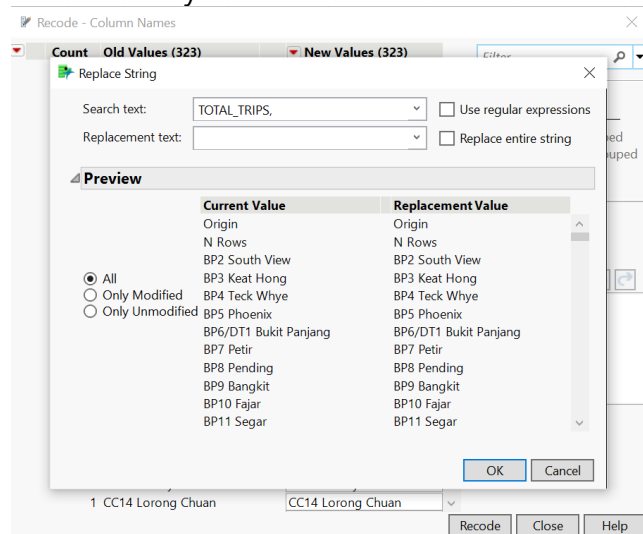 Recode - Column Names
Count Old Values (323) New Values (323)
Filter
Replace String
Search text: TOTAL_TRIPS, Use regular expressions
Replacement text: Replace entire string
Preview
Current Value Replacement Value
Origin Origin
N Rows N Rows
BP2 South View BP2 South View
All BP3 Keat Hong BP3 Keat Hong
Only Modified BP4 Teck Whye BP4 Teck Whye
Only Unmodified BP5 Phoenix BP5 Phoenix
BP6/DT1 Bukit Panjang BP6/DT1 Bukit Panjang
BP7 Petir BP7 Petir
BP8 Pending BP8 Pending
BP9 Bangkit BP9 Bangkit
BP10 Fajar BP10 Fajar
BP11 Segar BP11 Segar
OK Cancel
1 CC14 Lorong Chuan CC14 Lorong Chuan
Recode Close Help